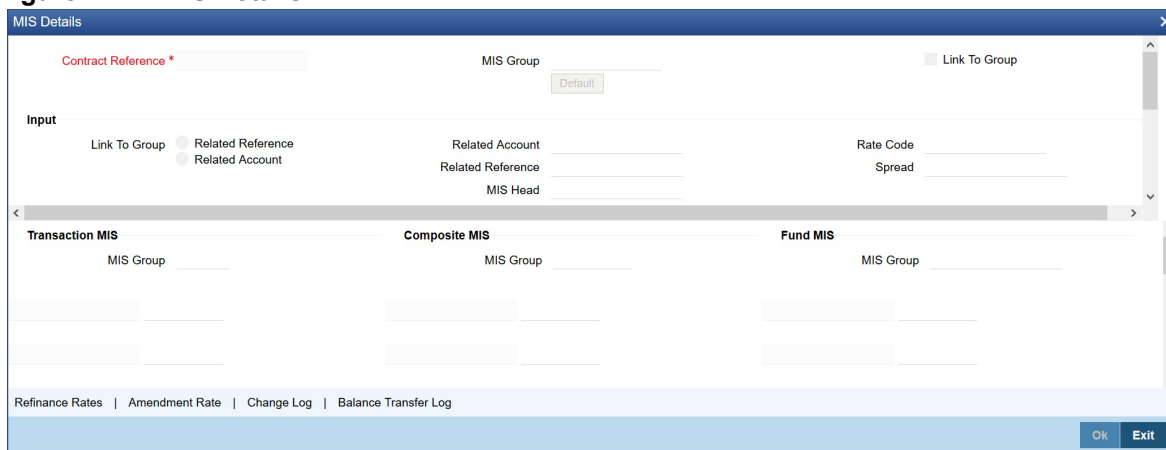 MIS Details
Contract Reference * MIS Group Link To Group
Default
Input
Link To Group Related Reference Related Account Rate Code
Related Account Related Reference Spread
MIS Head
Transaction MIS Composite MIS Fund MIS
MIS Group MIS Group MIS Group
Refinance Rates | Amendment Rate | Change Log | Balance Transfer Log
Ok Exit